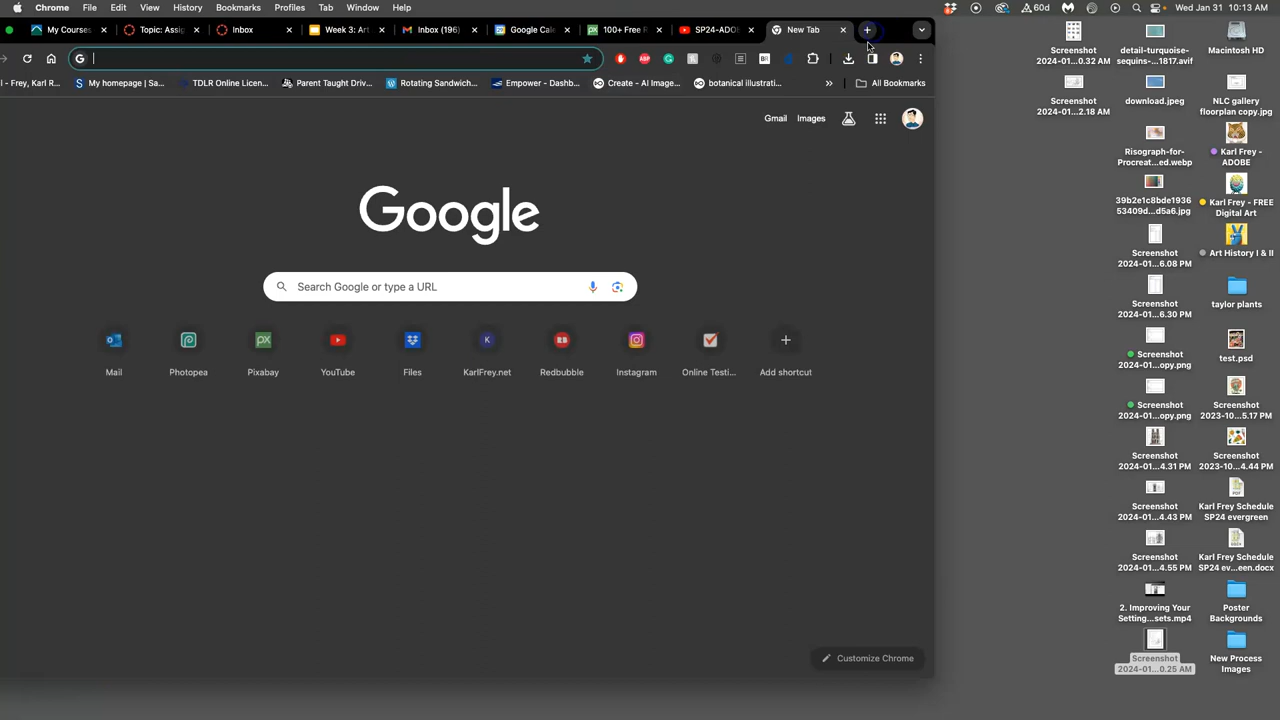 Chrome File Edit View History Bookmarks Profiles Tab Window Help 60d Wed Jan 31 10:13 AM
My Courses Topic: Assig Inbox Week 3: Art Inbox (196) Google Cale 100+ Free R SP24-ADOB New Tab
- Frey, Karl R... My homepage | Sa... TDLR Online Licen... Parent Taught Driv... Rotating Sandwich... Empower - Dashb... Create - AI Image... botanical illustrati... » All Bookmarks
Gmail Images
Google
Search Google or type a URL
Mail Photopea Pixabay YouTube Files KarlFrey.net Redbubble Instagram Online Testi... Add shortcut
Customize Chrome
Screenshot
2024-01...0.32 AM
detail-turquoise-
sequins-...1817.avif
Macintosh HD
Screenshot
2024-01...2.18 AM
download.jpeg
NLC gallery
floorplan copy.jpg
Risograph-for-
Procreat...ed.webp
Karl Frey -
ADOBE
39b2e1c8bde1936
53409d...d5a6.jpg
Karl Frey - FREE
Digital Art
Screenshot
2024-01...6.08 PM
Art History I & II
Screenshot
2024-01...6.30 PM
taylor plants
Screenshot
2024-01...opy.png
test.psd
Screenshot
2024-01...opy.png
Screenshot
2023-10...5.17 PM
Screenshot
2024-01...4.31 PM
Screenshot
2023-10...4.44 PM
Screenshot
2024-01...4.43 PM
Karl Frey Schedule
SP24 evergreen
Screenshot
2024-01...4.55 PM
Karl Frey Schedule
SP24 ev...een.docx
2. Improving Your
Setting...sets.mp4
Poster
Backgrounds
Screenshot
2024-01...0.25 AM
New Process
Images